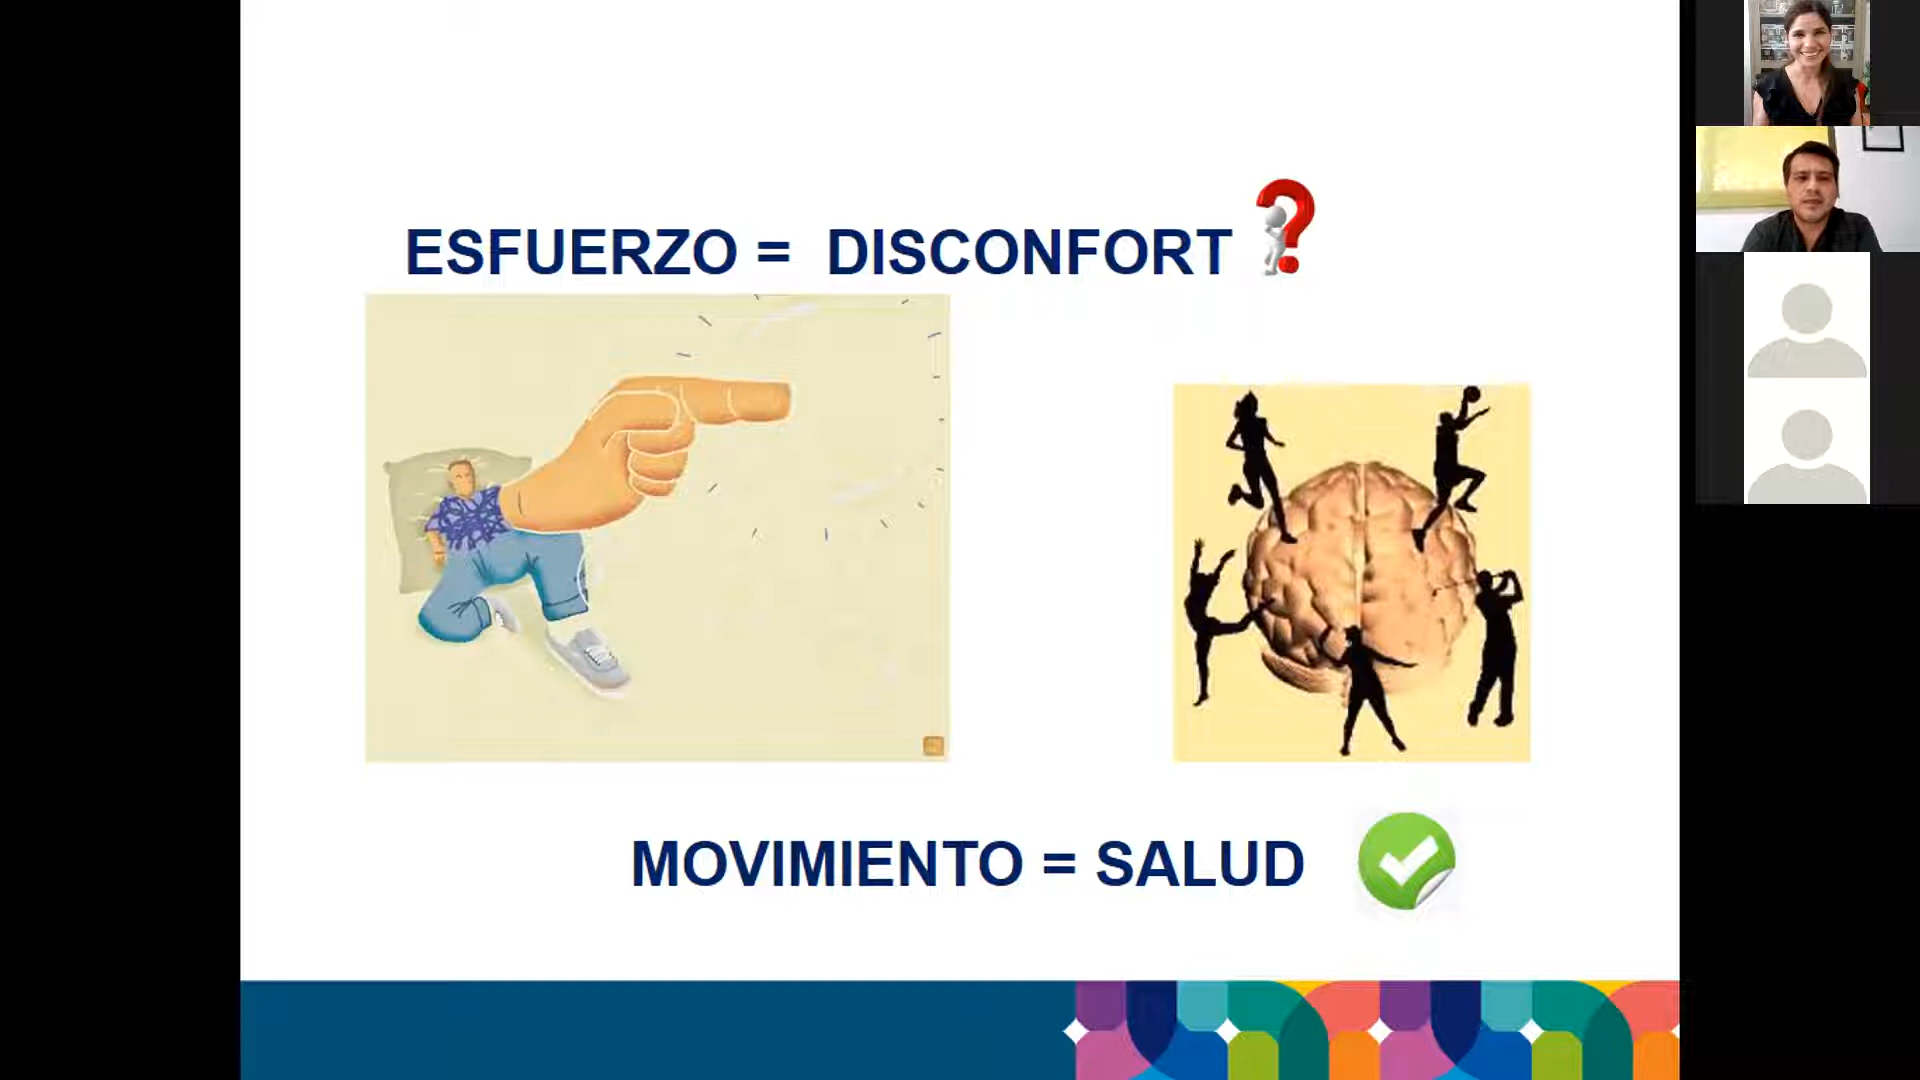 ESFUERZO = DISCONFORT
MOVIMIENTO = SALUD